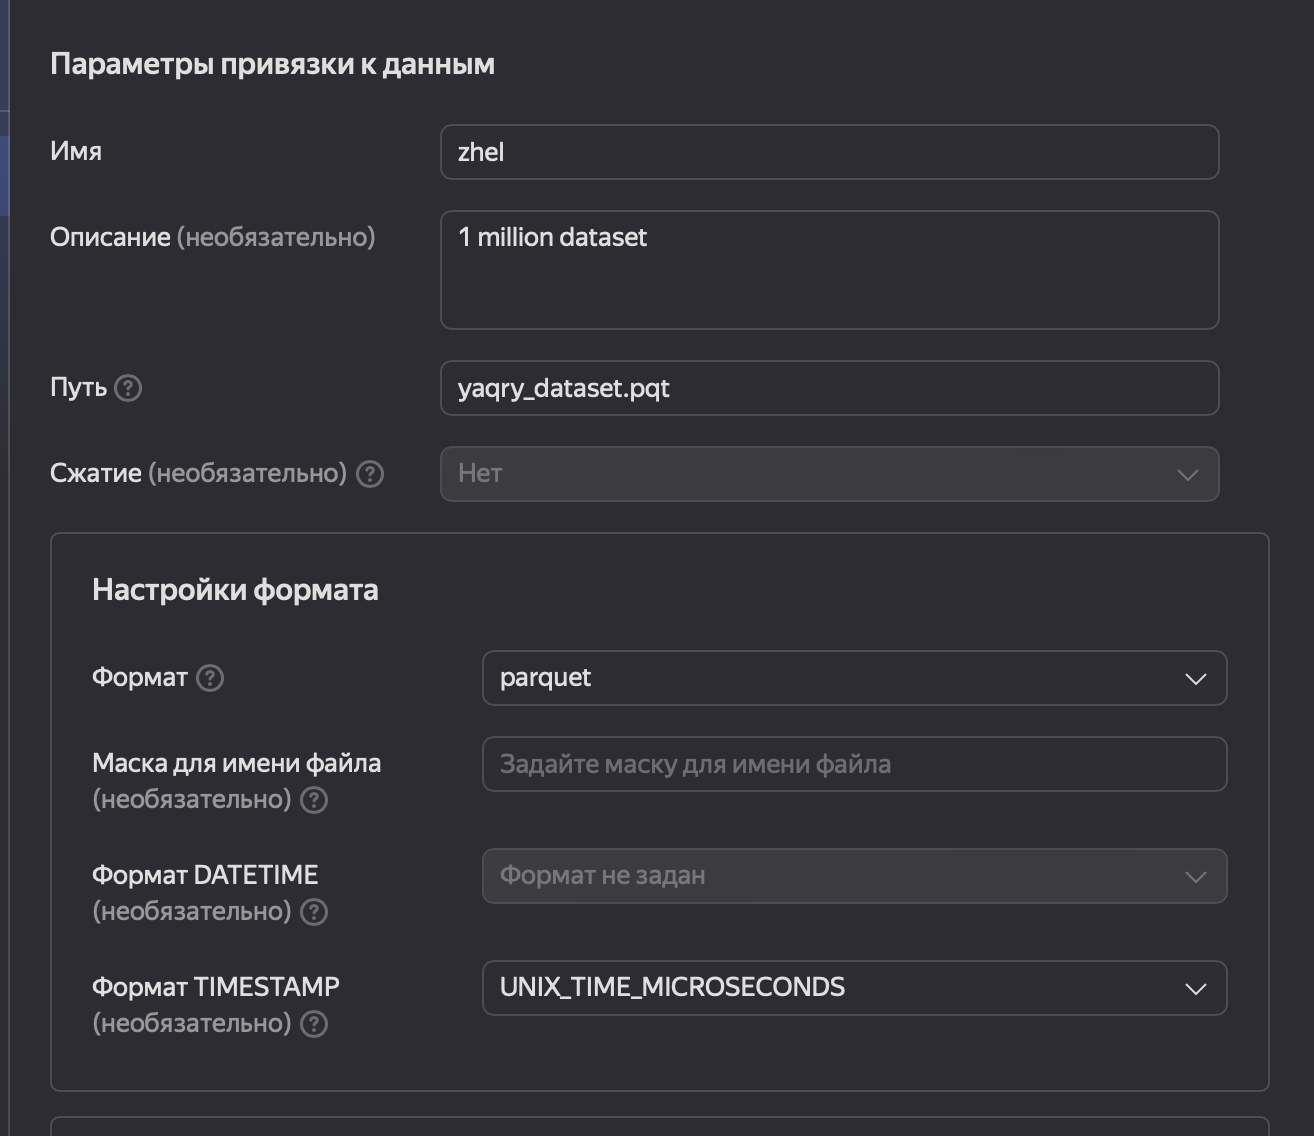 Параметры привязки к данным
Имя
zhel
Описание (необязательно)
1 million dataset
Путь ?
yaqry_dataset.pqt
Сжатие (необязательно) ?
Нет
Настройки формата
Формат ?
parquet
Маска для имени файла
(необязательно) ?
Задайте маску для имени файла
Формат DATETIME
(необязательно) ?
Формат не задан
Формат TIMESTAMP
(необязательно) ?
UNIX_TIME_MICROSECONDS